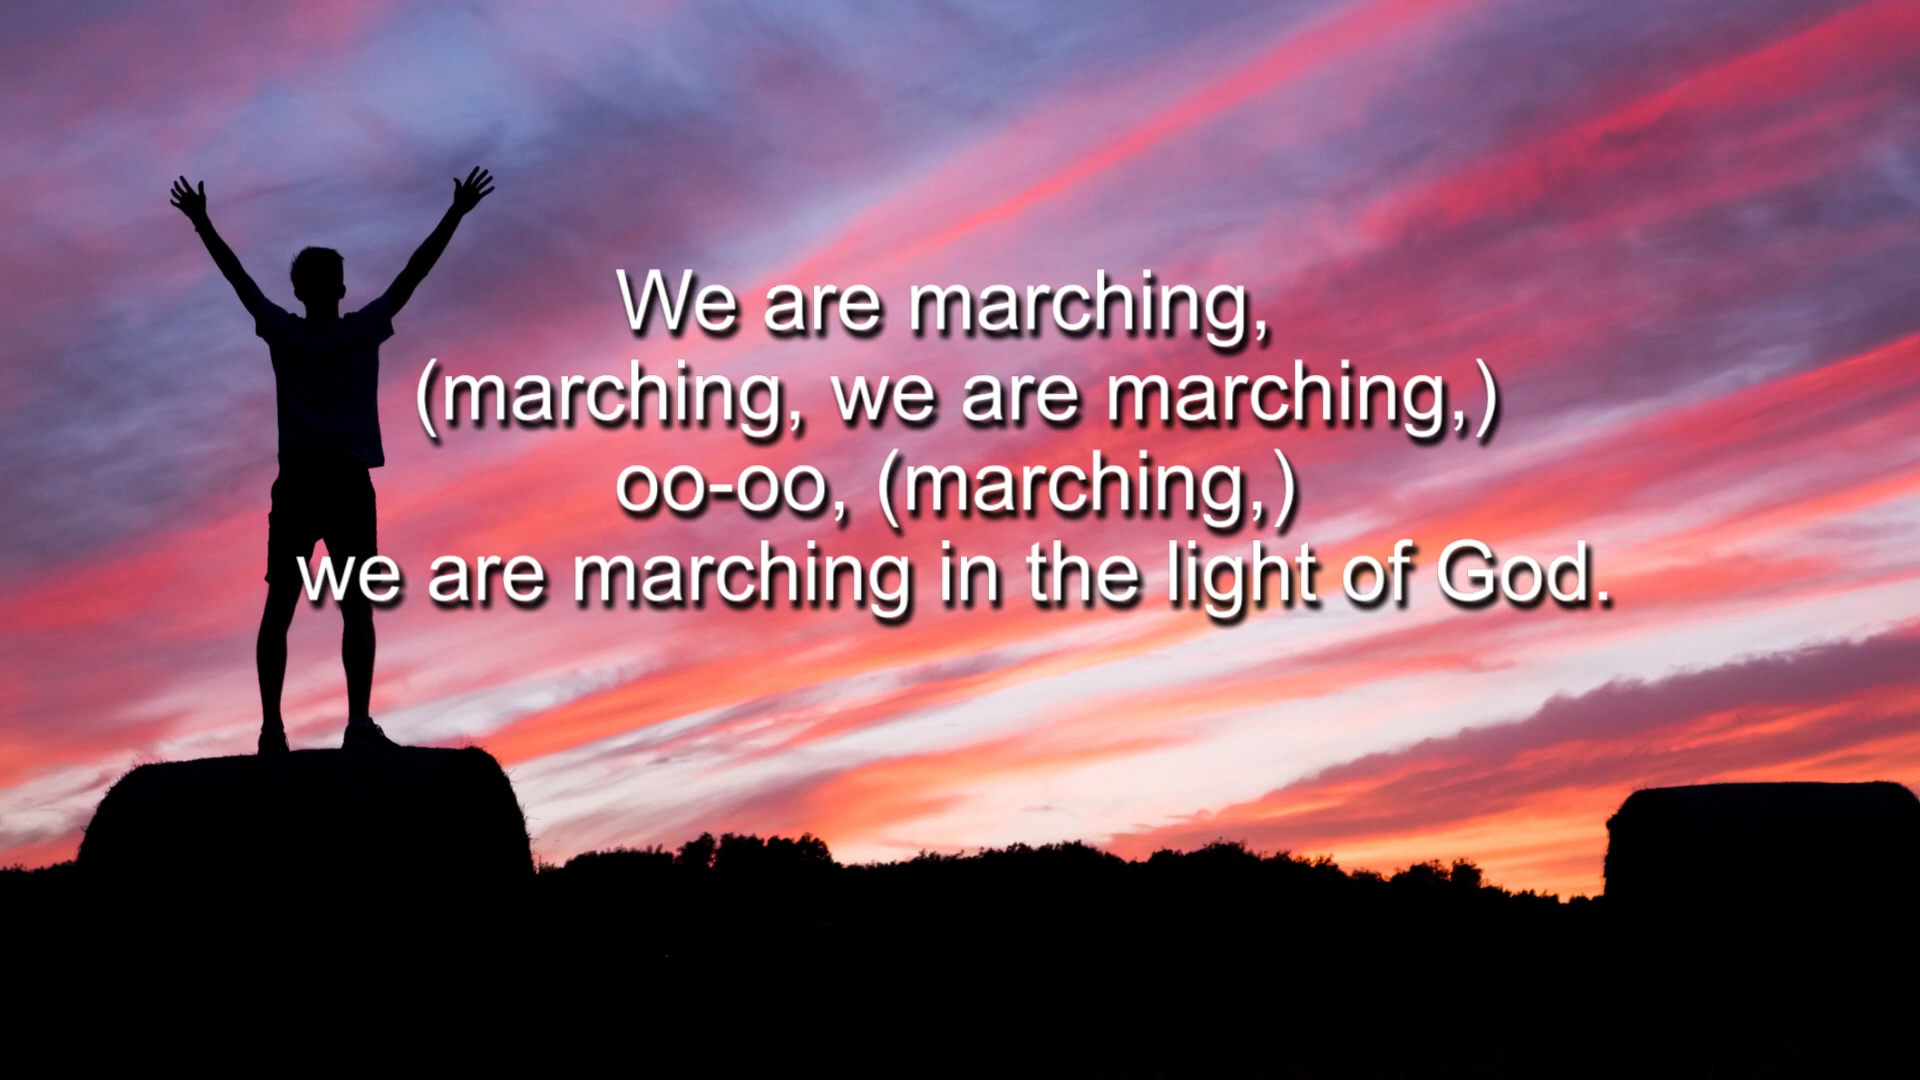 We are marching,
(marching, we are marching,)
oo-oo, (marching,)
we are marching in the light of God.